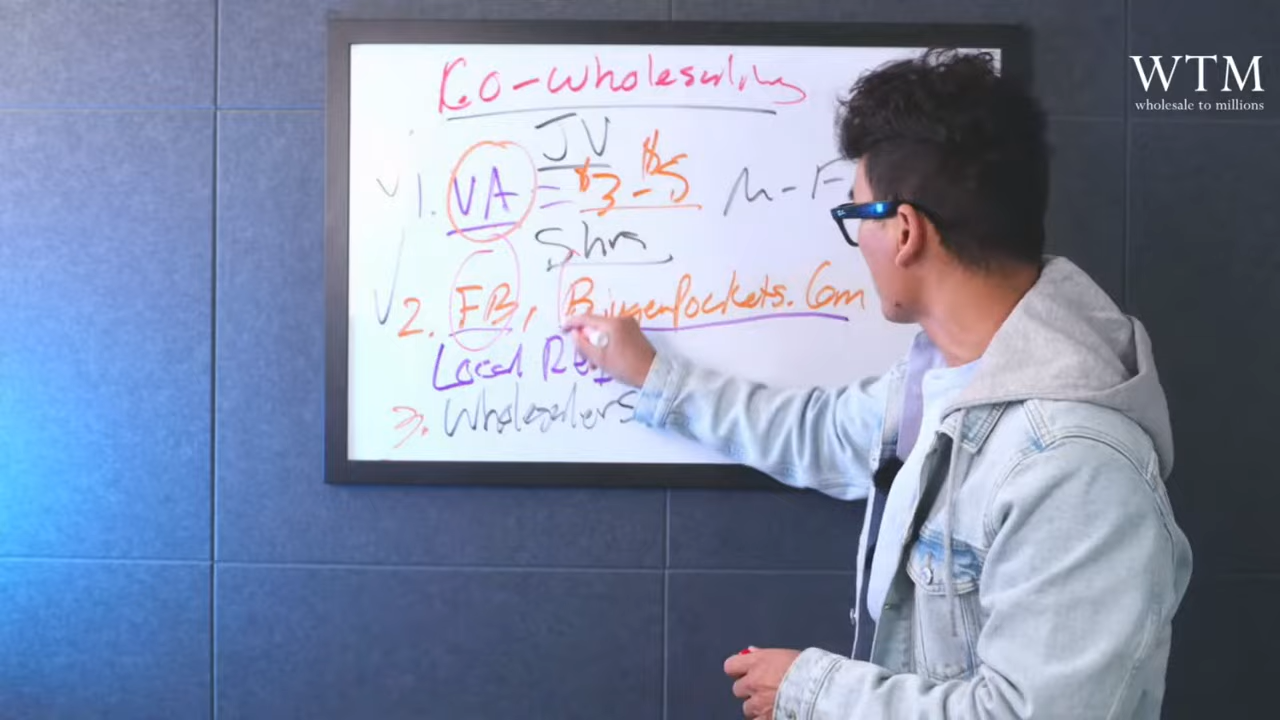 Co-wholesaling
JV
1. VA = $3-$5 M-F
5hrs
2. FB, BiggerPockets.Com
Local REI
3. Wholesalers
WTM
wholesale to millions